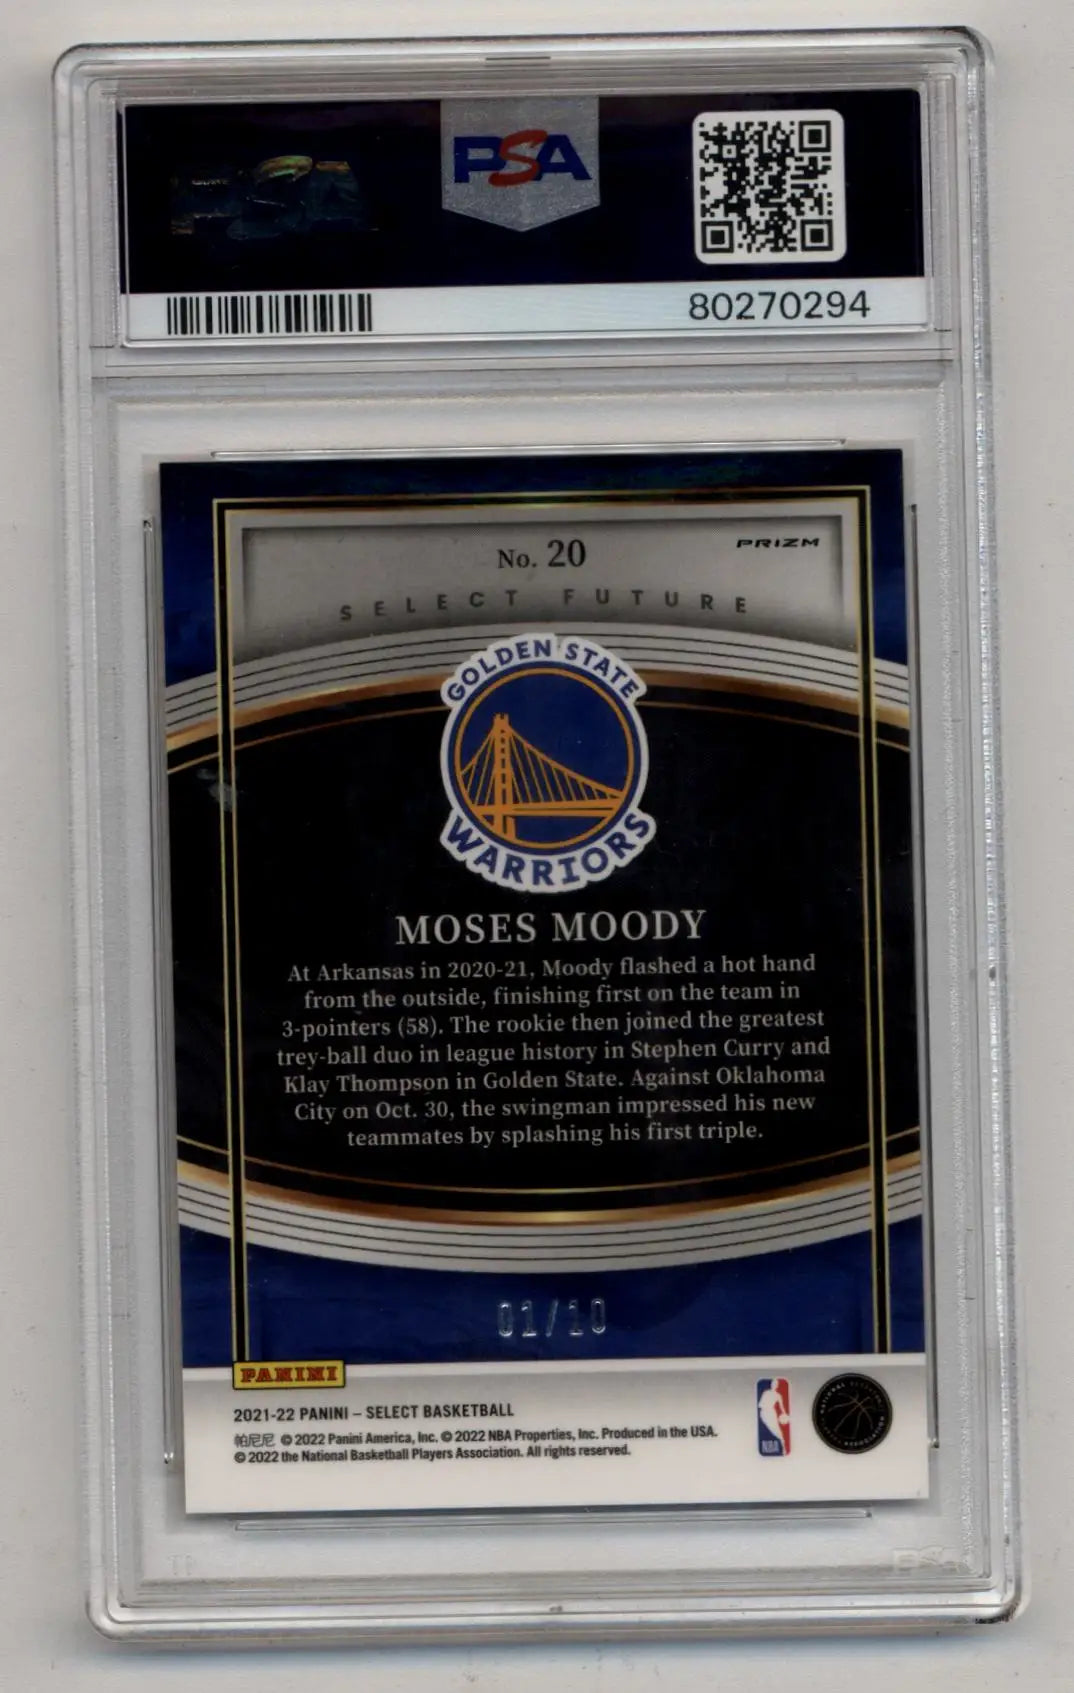 PSA
80270294
No. 20
PRIZM
SELECT FUTURE
GOLDEN STATE
WARRIORS
MOSES MOODY
At Arkansas in 2020-21, Moody flashed a hot hand
from the outside, finishing first on the team in
3-pointers (58). The rookie then joined the greatest
trey-ball duo in league history in Stephen Curry and
Klay Thompson in Golden State. Against Oklahoma
City on Oct. 30, the swingman impressed his new
teammates by splashing his first triple.
01/10
PANINI
2021-22 PANINI – SELECT BASKETBALL
帕尼尼 © 2022 Panini America, Inc. © 2022 NBA Properties, Inc. Produced in the USA.
© 2022 the National Basketball Players Association. All rights reserved.
NBA